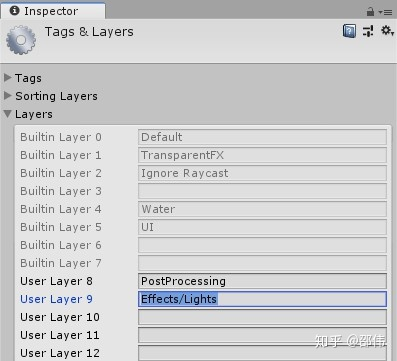 Inspector
Tags & Layers
Tags
Sorting Layers
Layers
Builtin Layer 0 Default
Builtin Layer 1 TransparentFX
Builtin Layer 2 Ignore Raycast
Builtin Layer 3
Builtin Layer 4 Water
Builtin Layer 5 UI
Builtin Layer 6
Builtin Layer 7
User Layer 8 PostProcessing
User Layer 9 Effects/Lights
User Layer 10
User Layer 11
User Layer 12
知乎 @邵伟